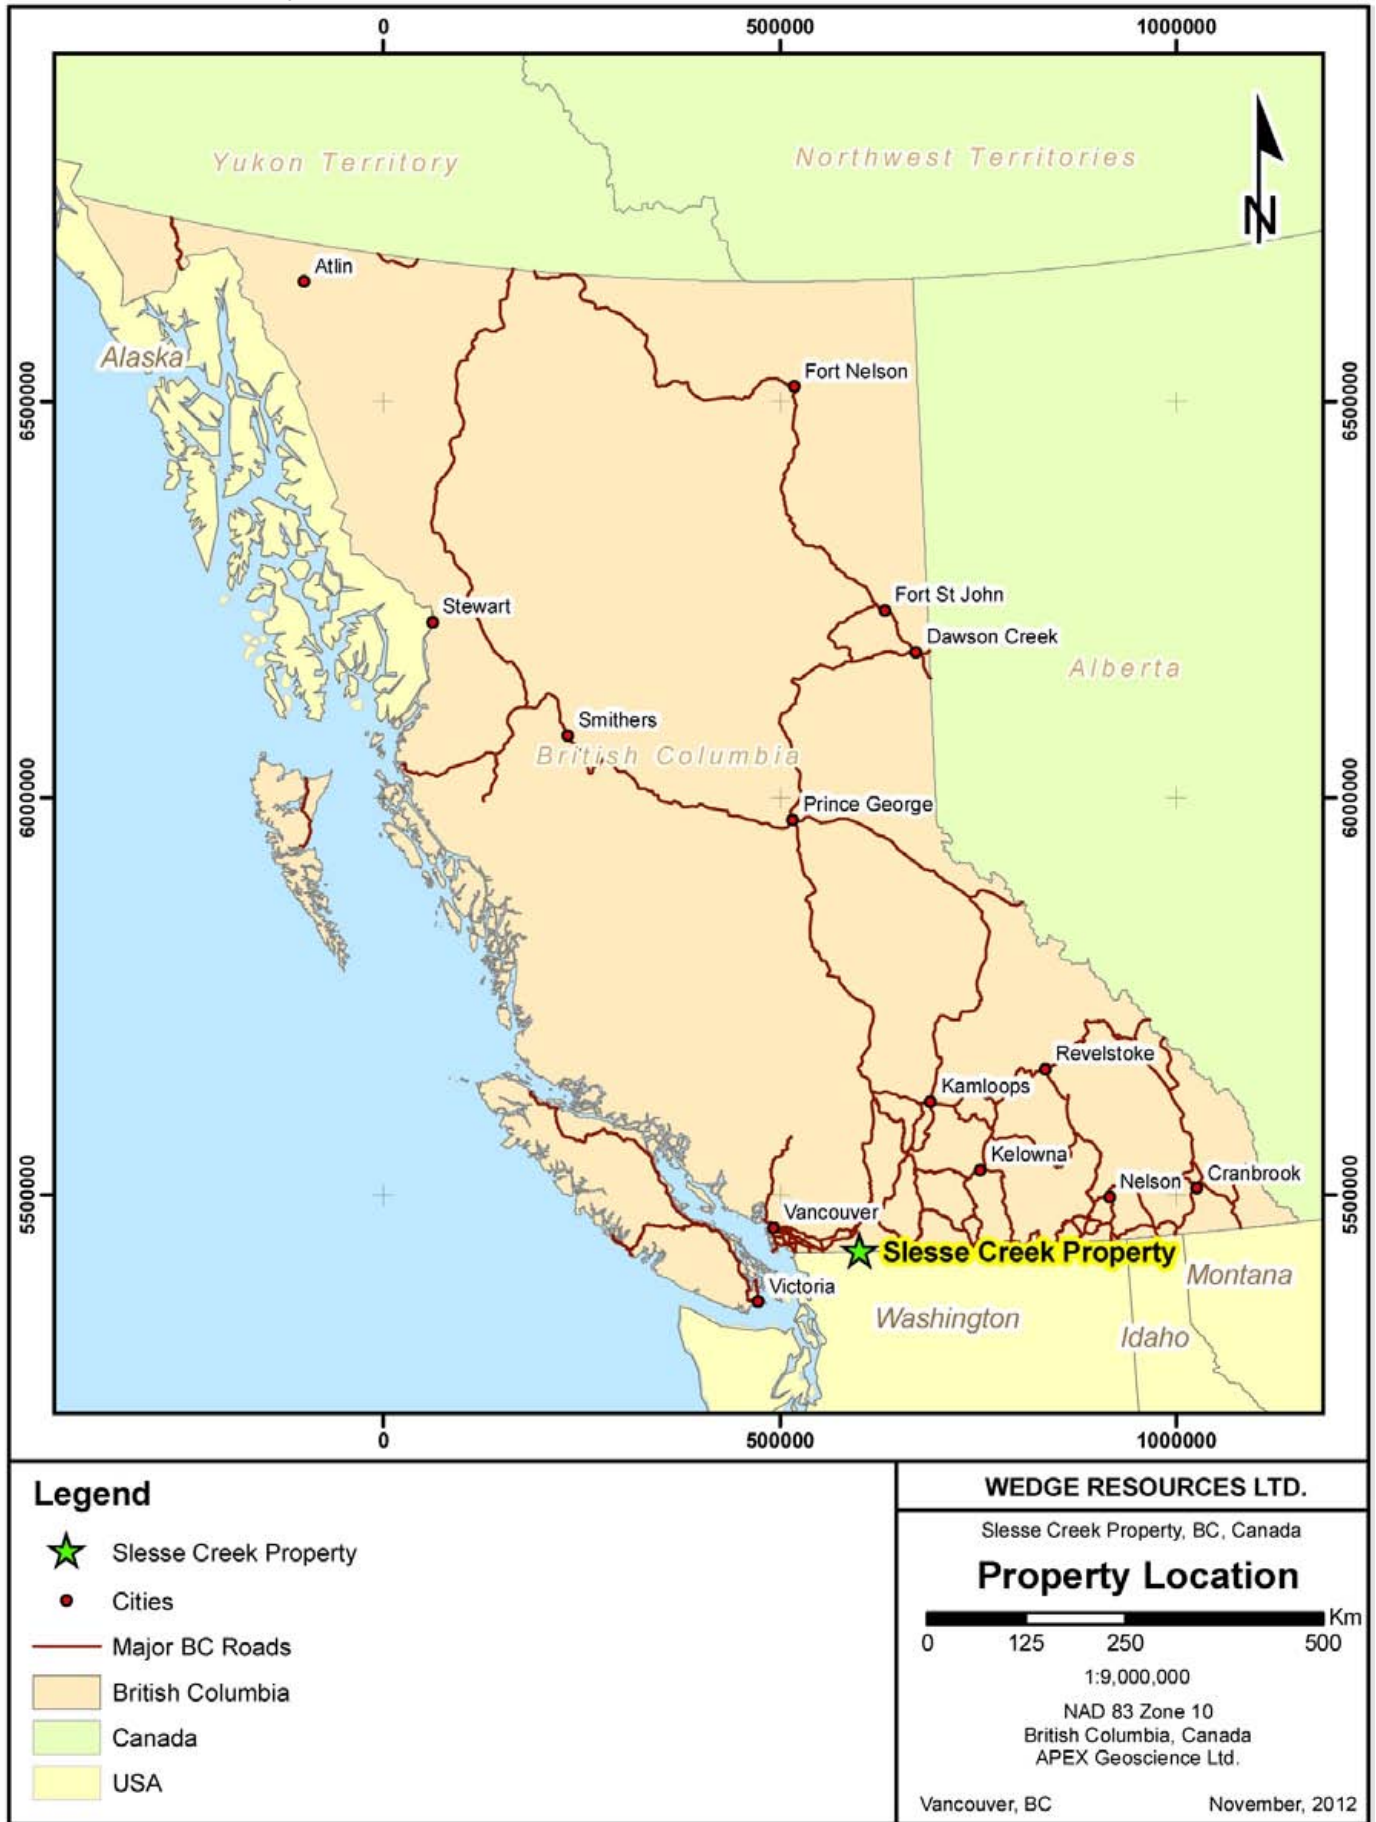 0 500000 1000000
Yukon Territory
Northwest Territories
N
Atlin
Alaska
Fort Nelson
6500000
6500000
Fort St John
Stewart
Dawson Creek
Alberta
Smithers
British Columbia
6000000
6000000
Prince George
Revelstoke
Kamloops
Kelowna
Nelson
Cranbrook
5500000
5500000
Vancouver
Slesse Creek Property
Montana
Victoria
Washington
Idaho
0 500000 1000000
Legend
Slesse Creek Property
Cities
Major BC Roads
British Columbia
Canada
USA
WEDGE RESOURCES LTD.
Slesse Creek Property, BC, Canada
Property Location
Km
0 125 250 500
1:9,000,000
NAD 83 Zone 10
British Columbia, Canada
APEX Geoscience Ltd.
Vancouver, BC November, 2012